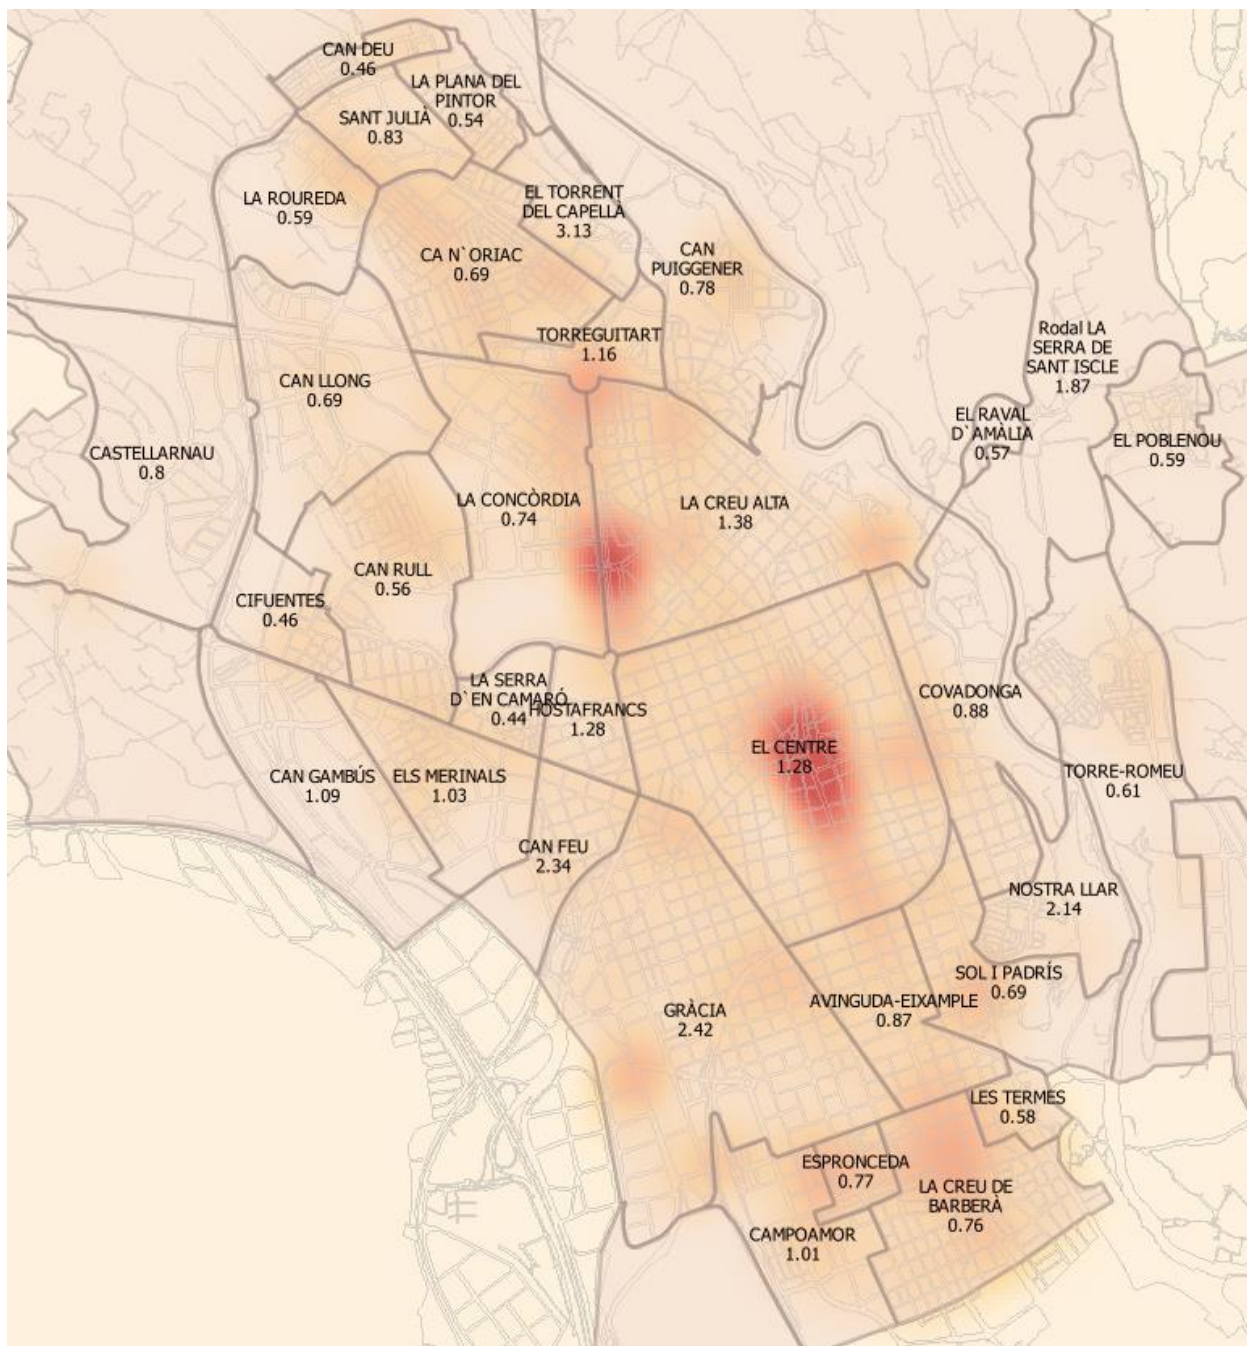 CAN DEU
0.46
LA PLANA DEL
PINTOR
0.54
SANT JULIÀ
0.83
LA ROUREDA
0.59
EL TORRENT
DEL CAPELLÀ
3.13
CA N`ORIAC
0.69
CAN
PUIGGENER
0.78
TORREGUITART
1.16
Rodal LA
SERRA DE
SANT ISCLE
1.87
CAN LLONG
0.69
EL RAVAL
D`AMÀLIA
0.57
EL POBLENOU
0.59
CASTELLARNAU
0.8
LA CONCÒRDIA
0.74
LA CREU ALTA
1.38
CAN RULL
0.56
CIFUENTES
0.46
LA SERRA
D`EN CAMARÓ
0.44
HOSTAFRANCS
1.28
COVADONGA
0.88
EL CENTRE
1.28
CAN GAMBÚS
1.09
ELS MERINALS
1.03
TORRE-ROMEU
0.61
CAN FEU
2.34
NOSTRA LLAR
2.14
SOL I PADRÍS
0.69
AVINGUDA-EIXAMPLE
0.87
GRÀCIA
2.42
LES TERMES
0.58
ESPRONCEDA
0.77
LA CREU DE
BARBERÀ
0.76
CAMPOAMOR
1.01